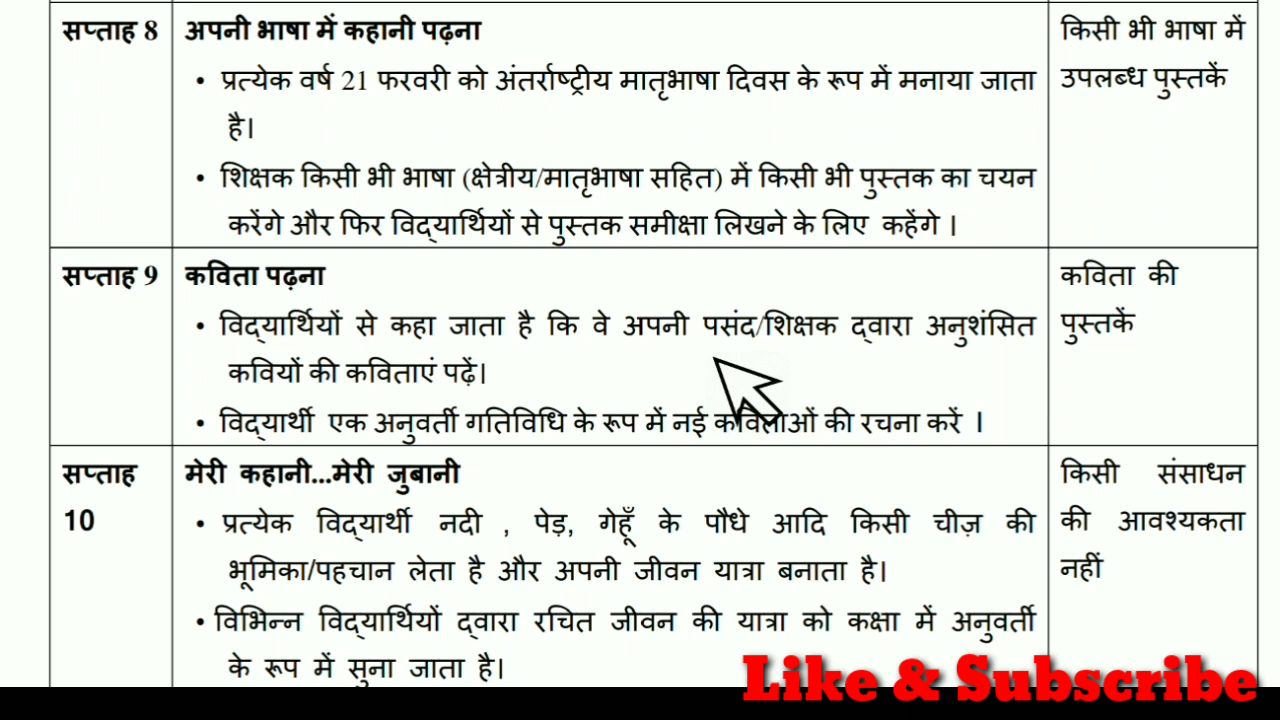 सप्ताह 8
अपनी भाषा में कहानी पढ़ना
• प्रत्येक वर्ष 21 फरवरी को अंतर्राष्ट्रीय मातृभाषा दिवस के रूप में मनाया जाता
है।
• शिक्षक किसी भी भाषा (क्षेत्रीय/मातृभाषा सहित) में किसी भी पुस्तक का चयन
करेंगे और फिर विद्यार्थियों से पुस्तक समीक्षा लिखने के लिए कहेंगे ।
किसी भी भाषा में
उपलब्ध पुस्तकें
सप्ताह 9
कविता पढ़ना
• विद्यार्थियों से कहा जाता है कि वे अपनी पसंद/शिक्षक द्वारा अनुशंसित
कवियों की कविताएं पढ़ें।
• विद्यार्थी एक अनुवर्ती गतिविधि के रूप में नई कविताओं की रचना करें ।
कविता की
पुस्तकें
सप्ताह
10
मेरी कहानी...मेरी जुबानी
• प्रत्येक विद्यार्थी नदी , पेड़, गेहूँ के पौधे आदि किसी चीज़ की
भूमिका/पहचान लेता है और अपनी जीवन यात्रा बनाता है।
• विभिन्न विद्यार्थियों द्वारा रचित जीवन की यात्रा को कक्षा में अनुवर्ती
के रूप में सुना जाता है।
किसी संसाधन
की आवश्यकता
नहीं
Like & Subscribe